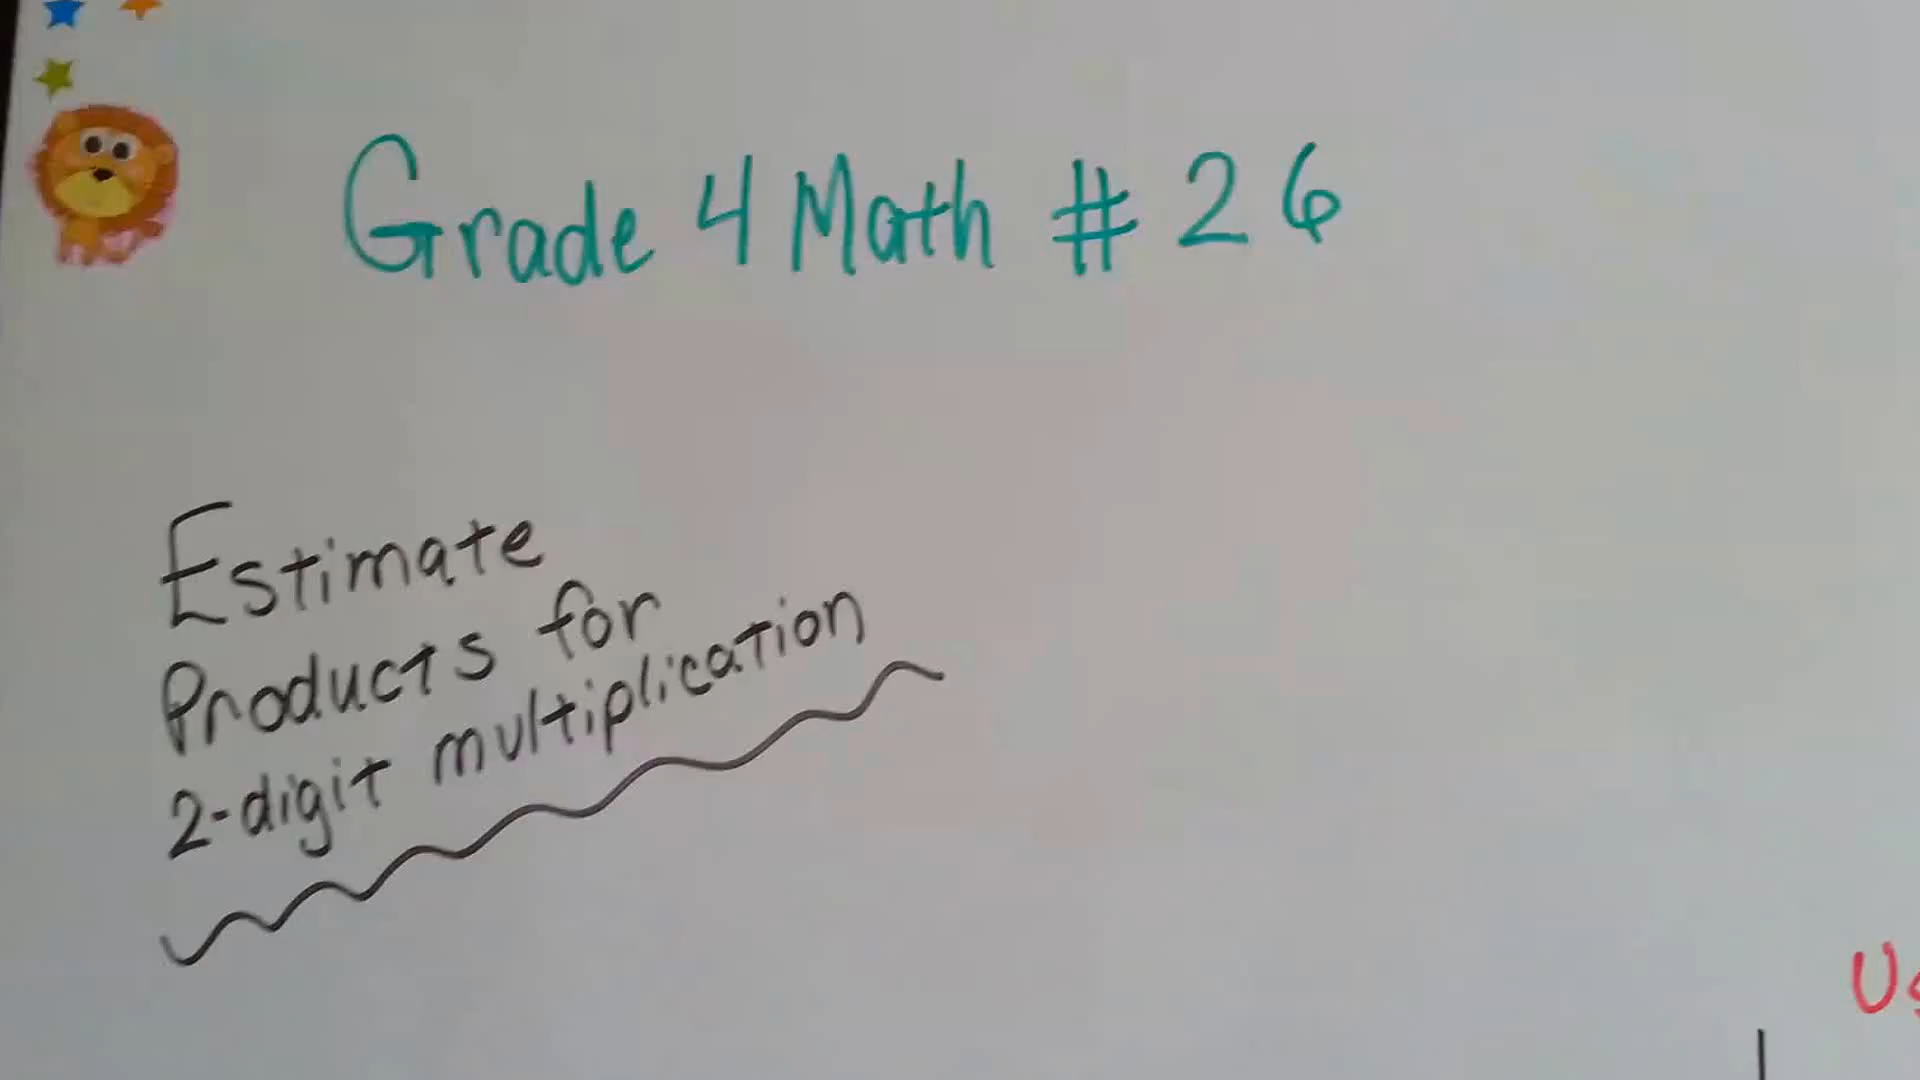 Grade 4 Math # 26
Estimate
Products for
2-digit multiplication